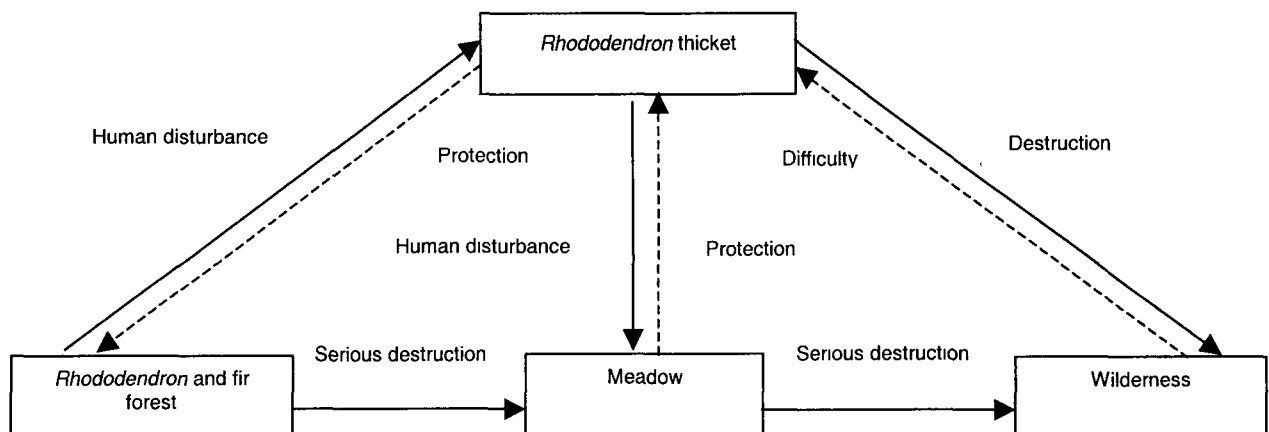 Rhododendron thicket
Human disturbance
Protection
Difficulty
Destruction
Human disturbance
Protection
Serious destruction
Serious destruction
Rhododendron and fir
forest
Meadow
Wilderness